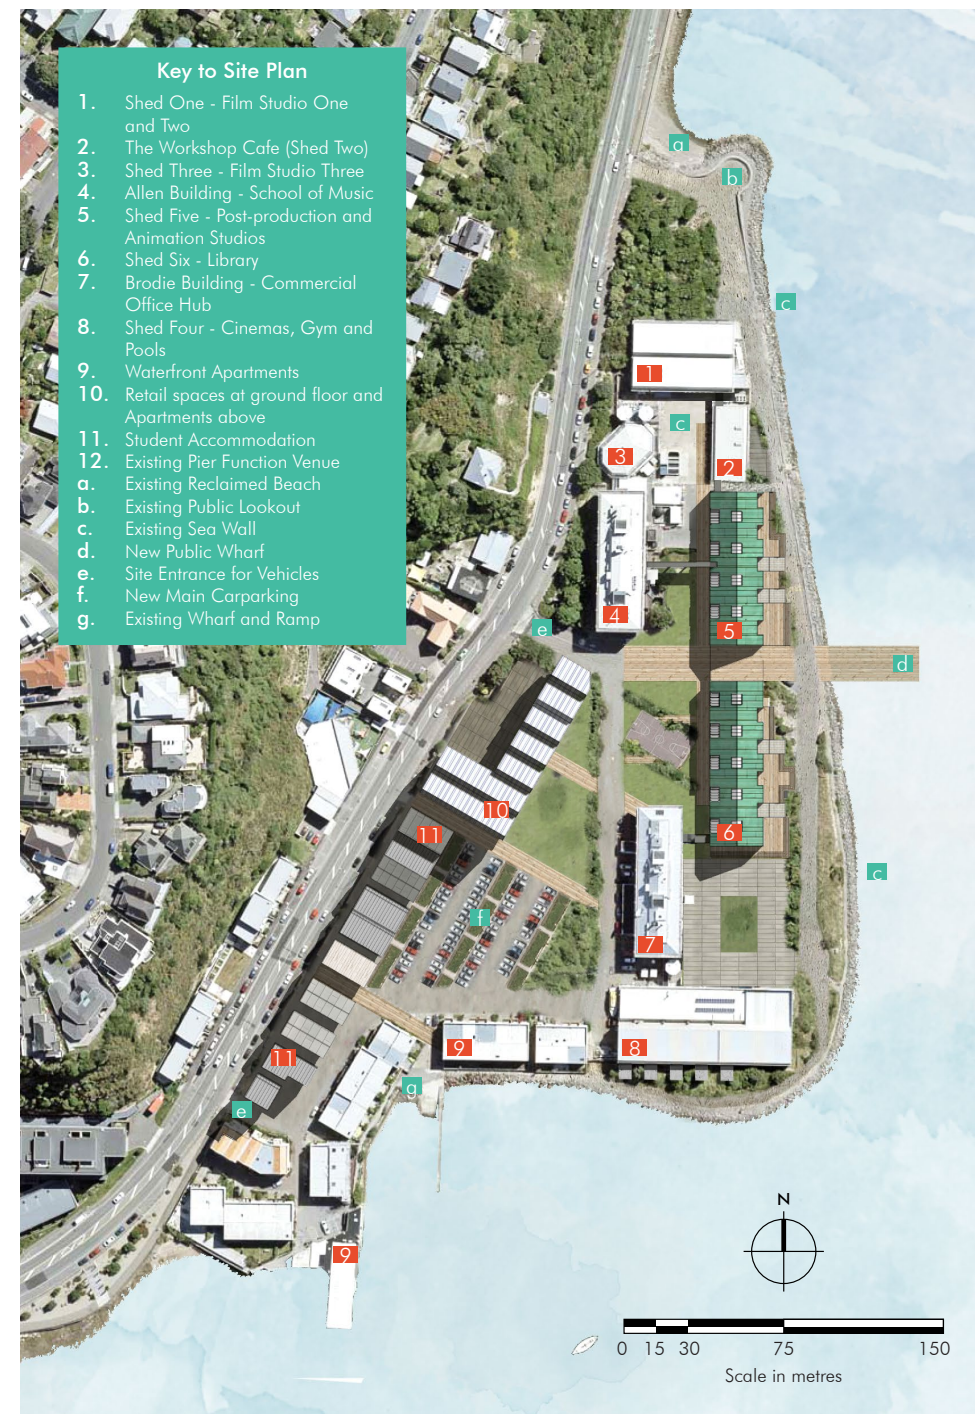 Key to Site Plan
1. Shed One - Film Studio One
and Two
2. The Workshop Cafe (Shed Two)
3. Shed Three - Film Studio Three
4. Allen Building - School of Music
5. Shed Five - Post-production and
Animation Studios
6. Shed Six - Library
7. Brodie Building - Commercial
Office Hub
8. Shed Four - Cinemas, Gym and
Pools
9. Waterfront Apartments
10. Retail spaces at ground floor and
Apartments above
11. Student Accommodation
12. Existing Pier Function Venue
a. Existing Reclaimed Beach
b. Existing Public Lookout
c. Existing Sea Wall
d. New Public Wharf
e. Site Entrance for Vehicles
f. New Main Carparking
g. Existing Wharf and Ramp
a
b
c
1
c
3
2
4
e
5
d
10
11
6
c
f
7
9
8
11
g
e
9
N
0 15 30 75 150
Scale in metres